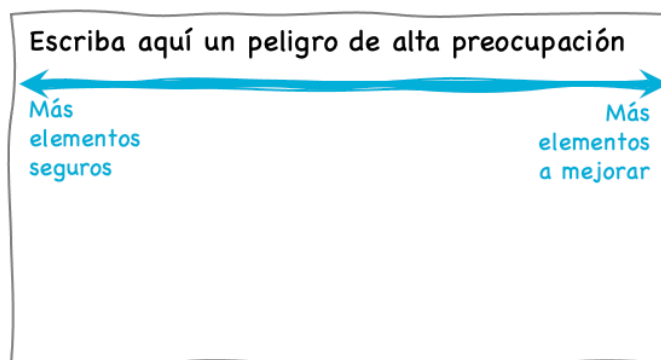 Escriba aquí un peligro de alta preocupación
Más
elementos
seguros
Más
elementos
a mejorar